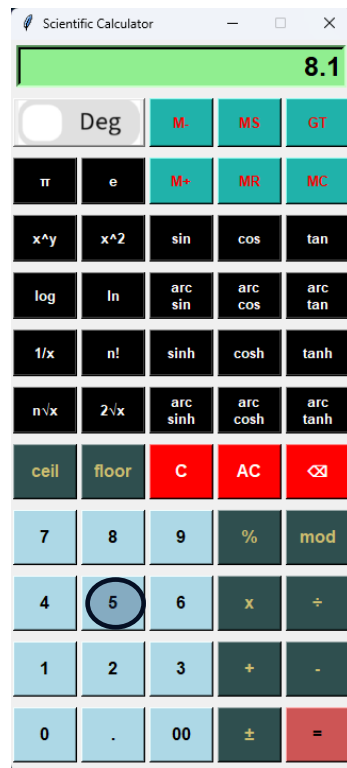 Scientific Calculator
8.1
Deg M- MS GT
π e M+ MR MC
x^y x^2 sin cos tan
log ln arc sin arc cos arc tan
1/x n! sinh cosh tanh
n√x 2√x arc sinh arc cosh arc tanh
ceil floor C AC ⌫
7 8 9 % mod
4 5 6 x ÷
1 2 3 + -
0 . 00 ± =